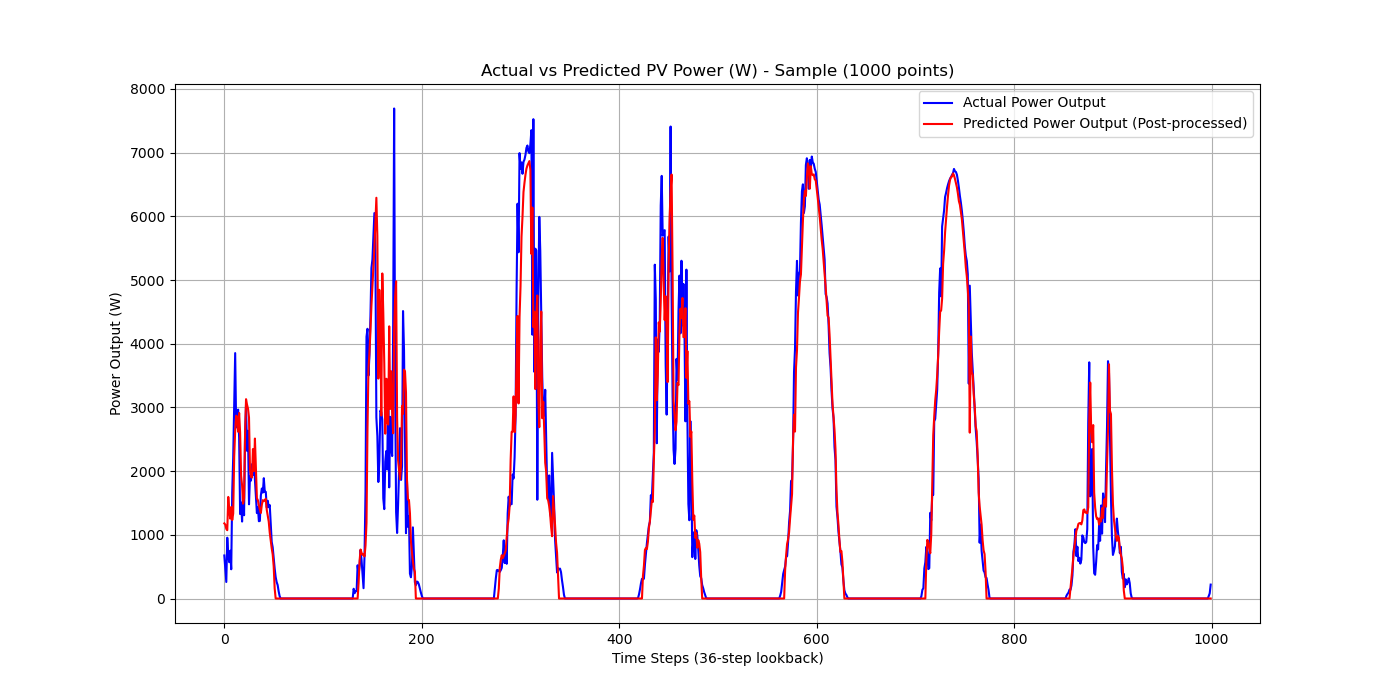 Actual vs Predicted PV Power (W) - Sample (1000 points)
Actual Power Output
Predicted Power Output (Post-processed)
Power Output (W)
8000
7000
6000
5000
4000
3000
2000
1000
0
0 200 400 600 800 1000
Time Steps (36-step lookback)